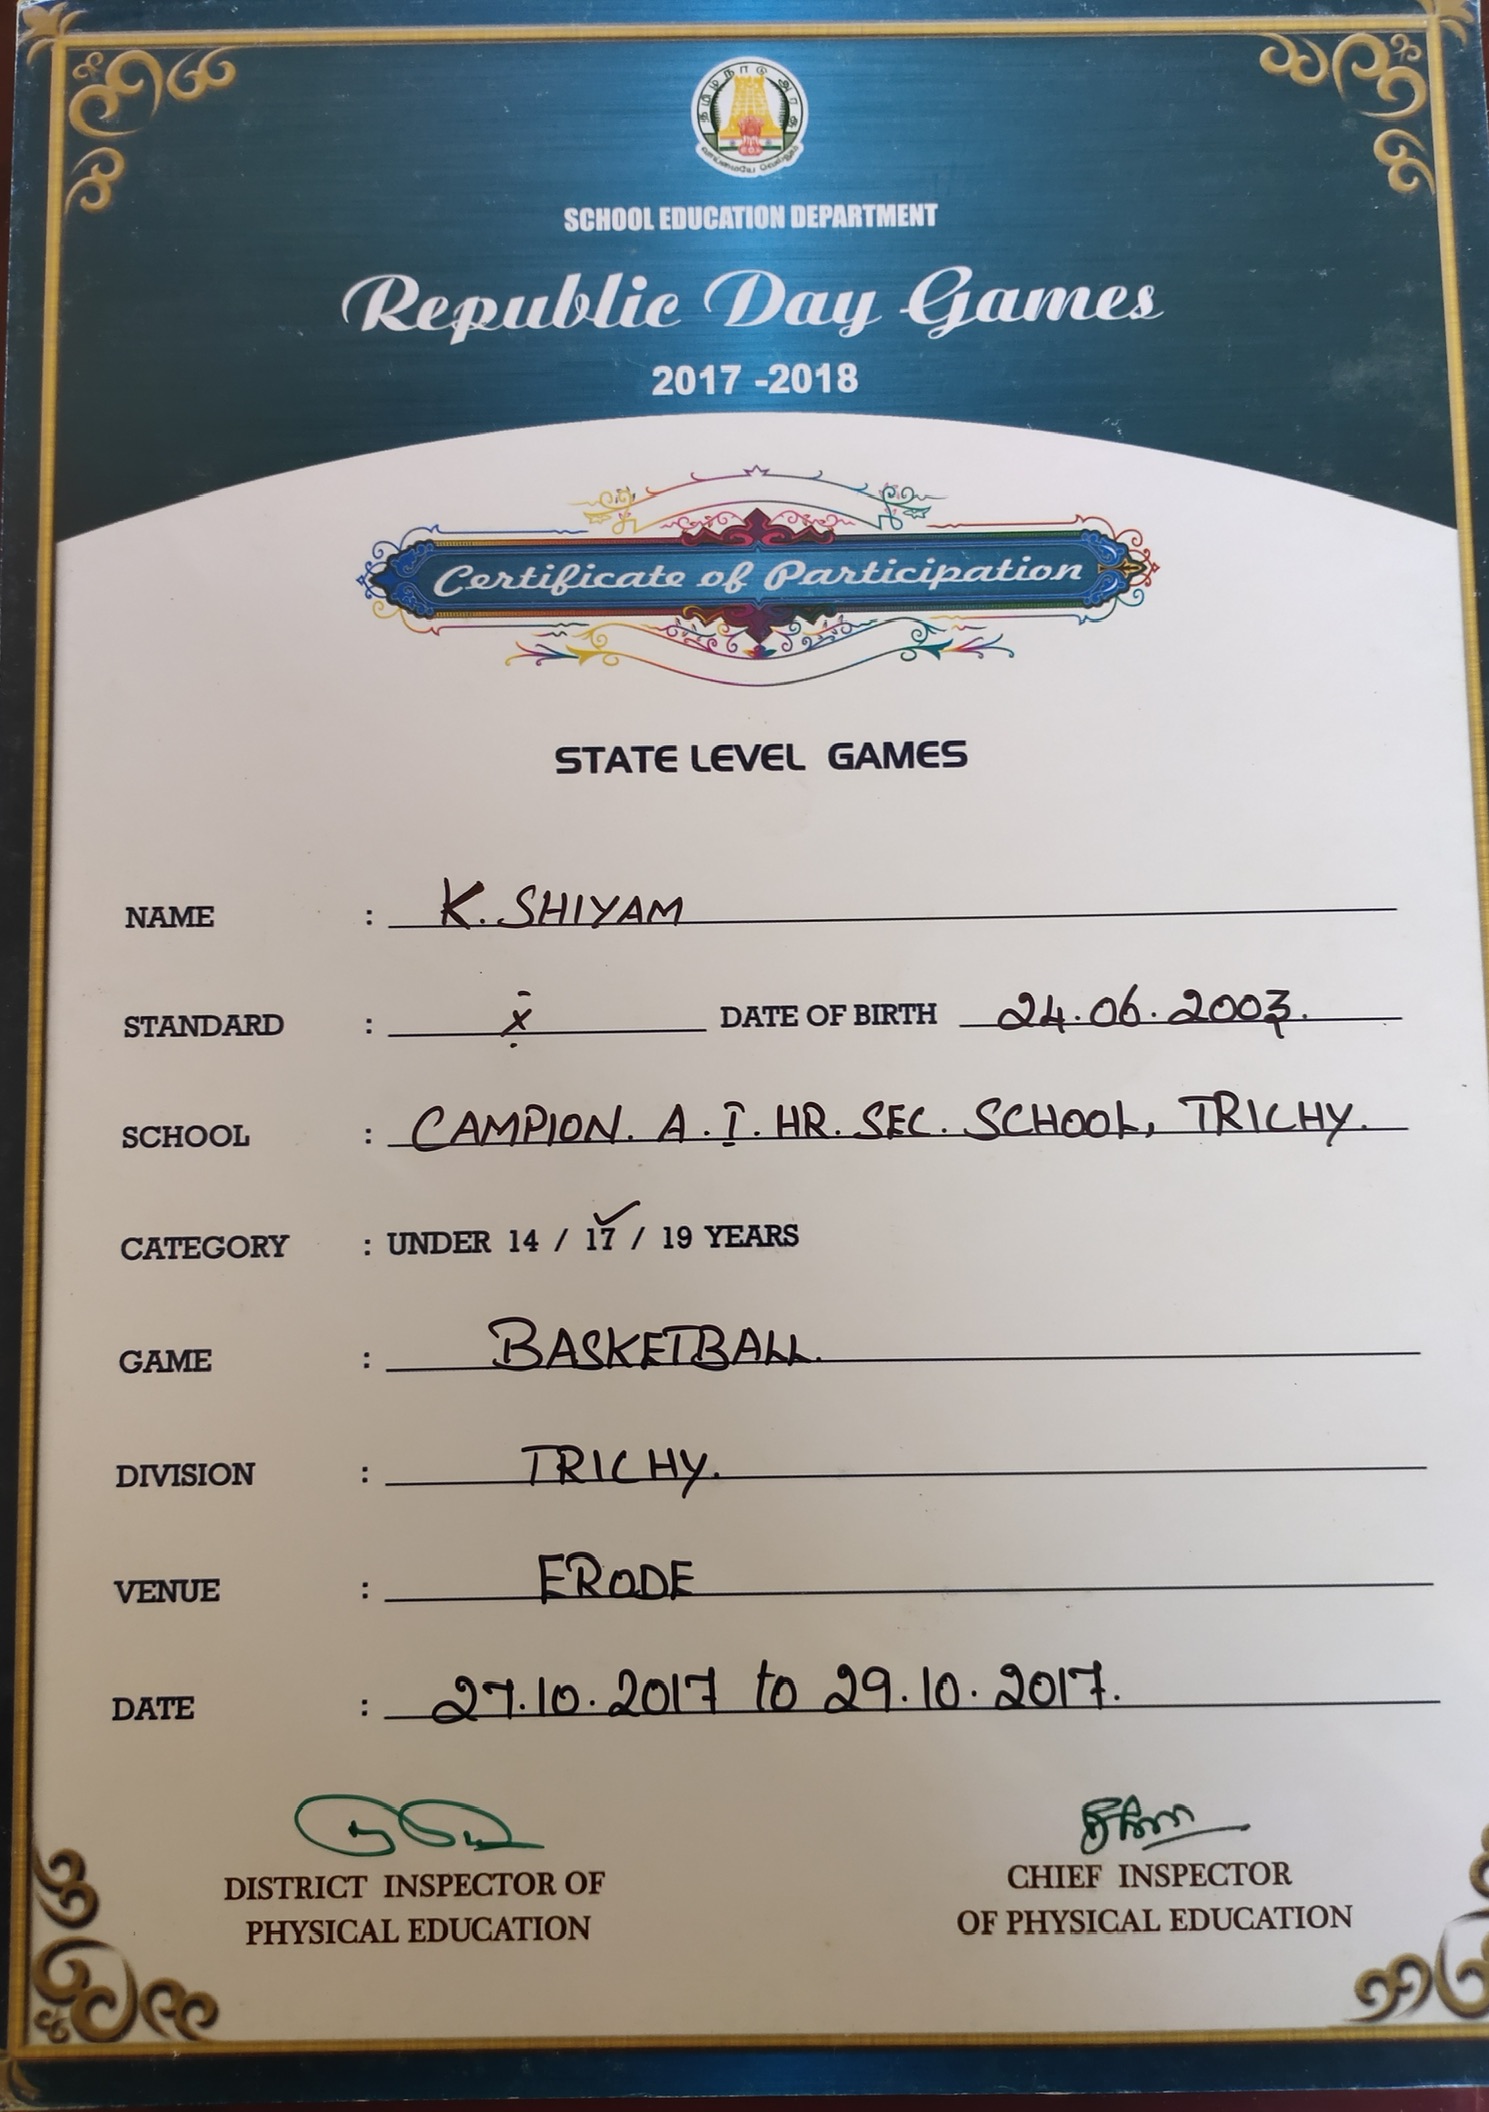 தமிழ்நாடு அரசு
வாய்மையே வெல்லும்
SCHOOL EDUCATION DEPARTMENT
Republic Day Games
2017 -2018
Certificate of Participation
STATE LEVEL GAMES
NAME : K. SHIYAM
STANDARD : X DATE OF BIRTH 24.06.2003.
SCHOOL : CAMPION. A. I. HR. SEC. SCHOOL, TRICHY.
CATEGORY : UNDER 14 / 17 / 19 YEARS
GAME : BASKETBALL.
DIVISION : TRICHY.
VENUE : ERODE
DATE : 27.10.2017 to 29.10.2017.
DISTRICT INSPECTOR OF PHYSICAL EDUCATION
CHIEF INSPECTOR OF PHYSICAL EDUCATION